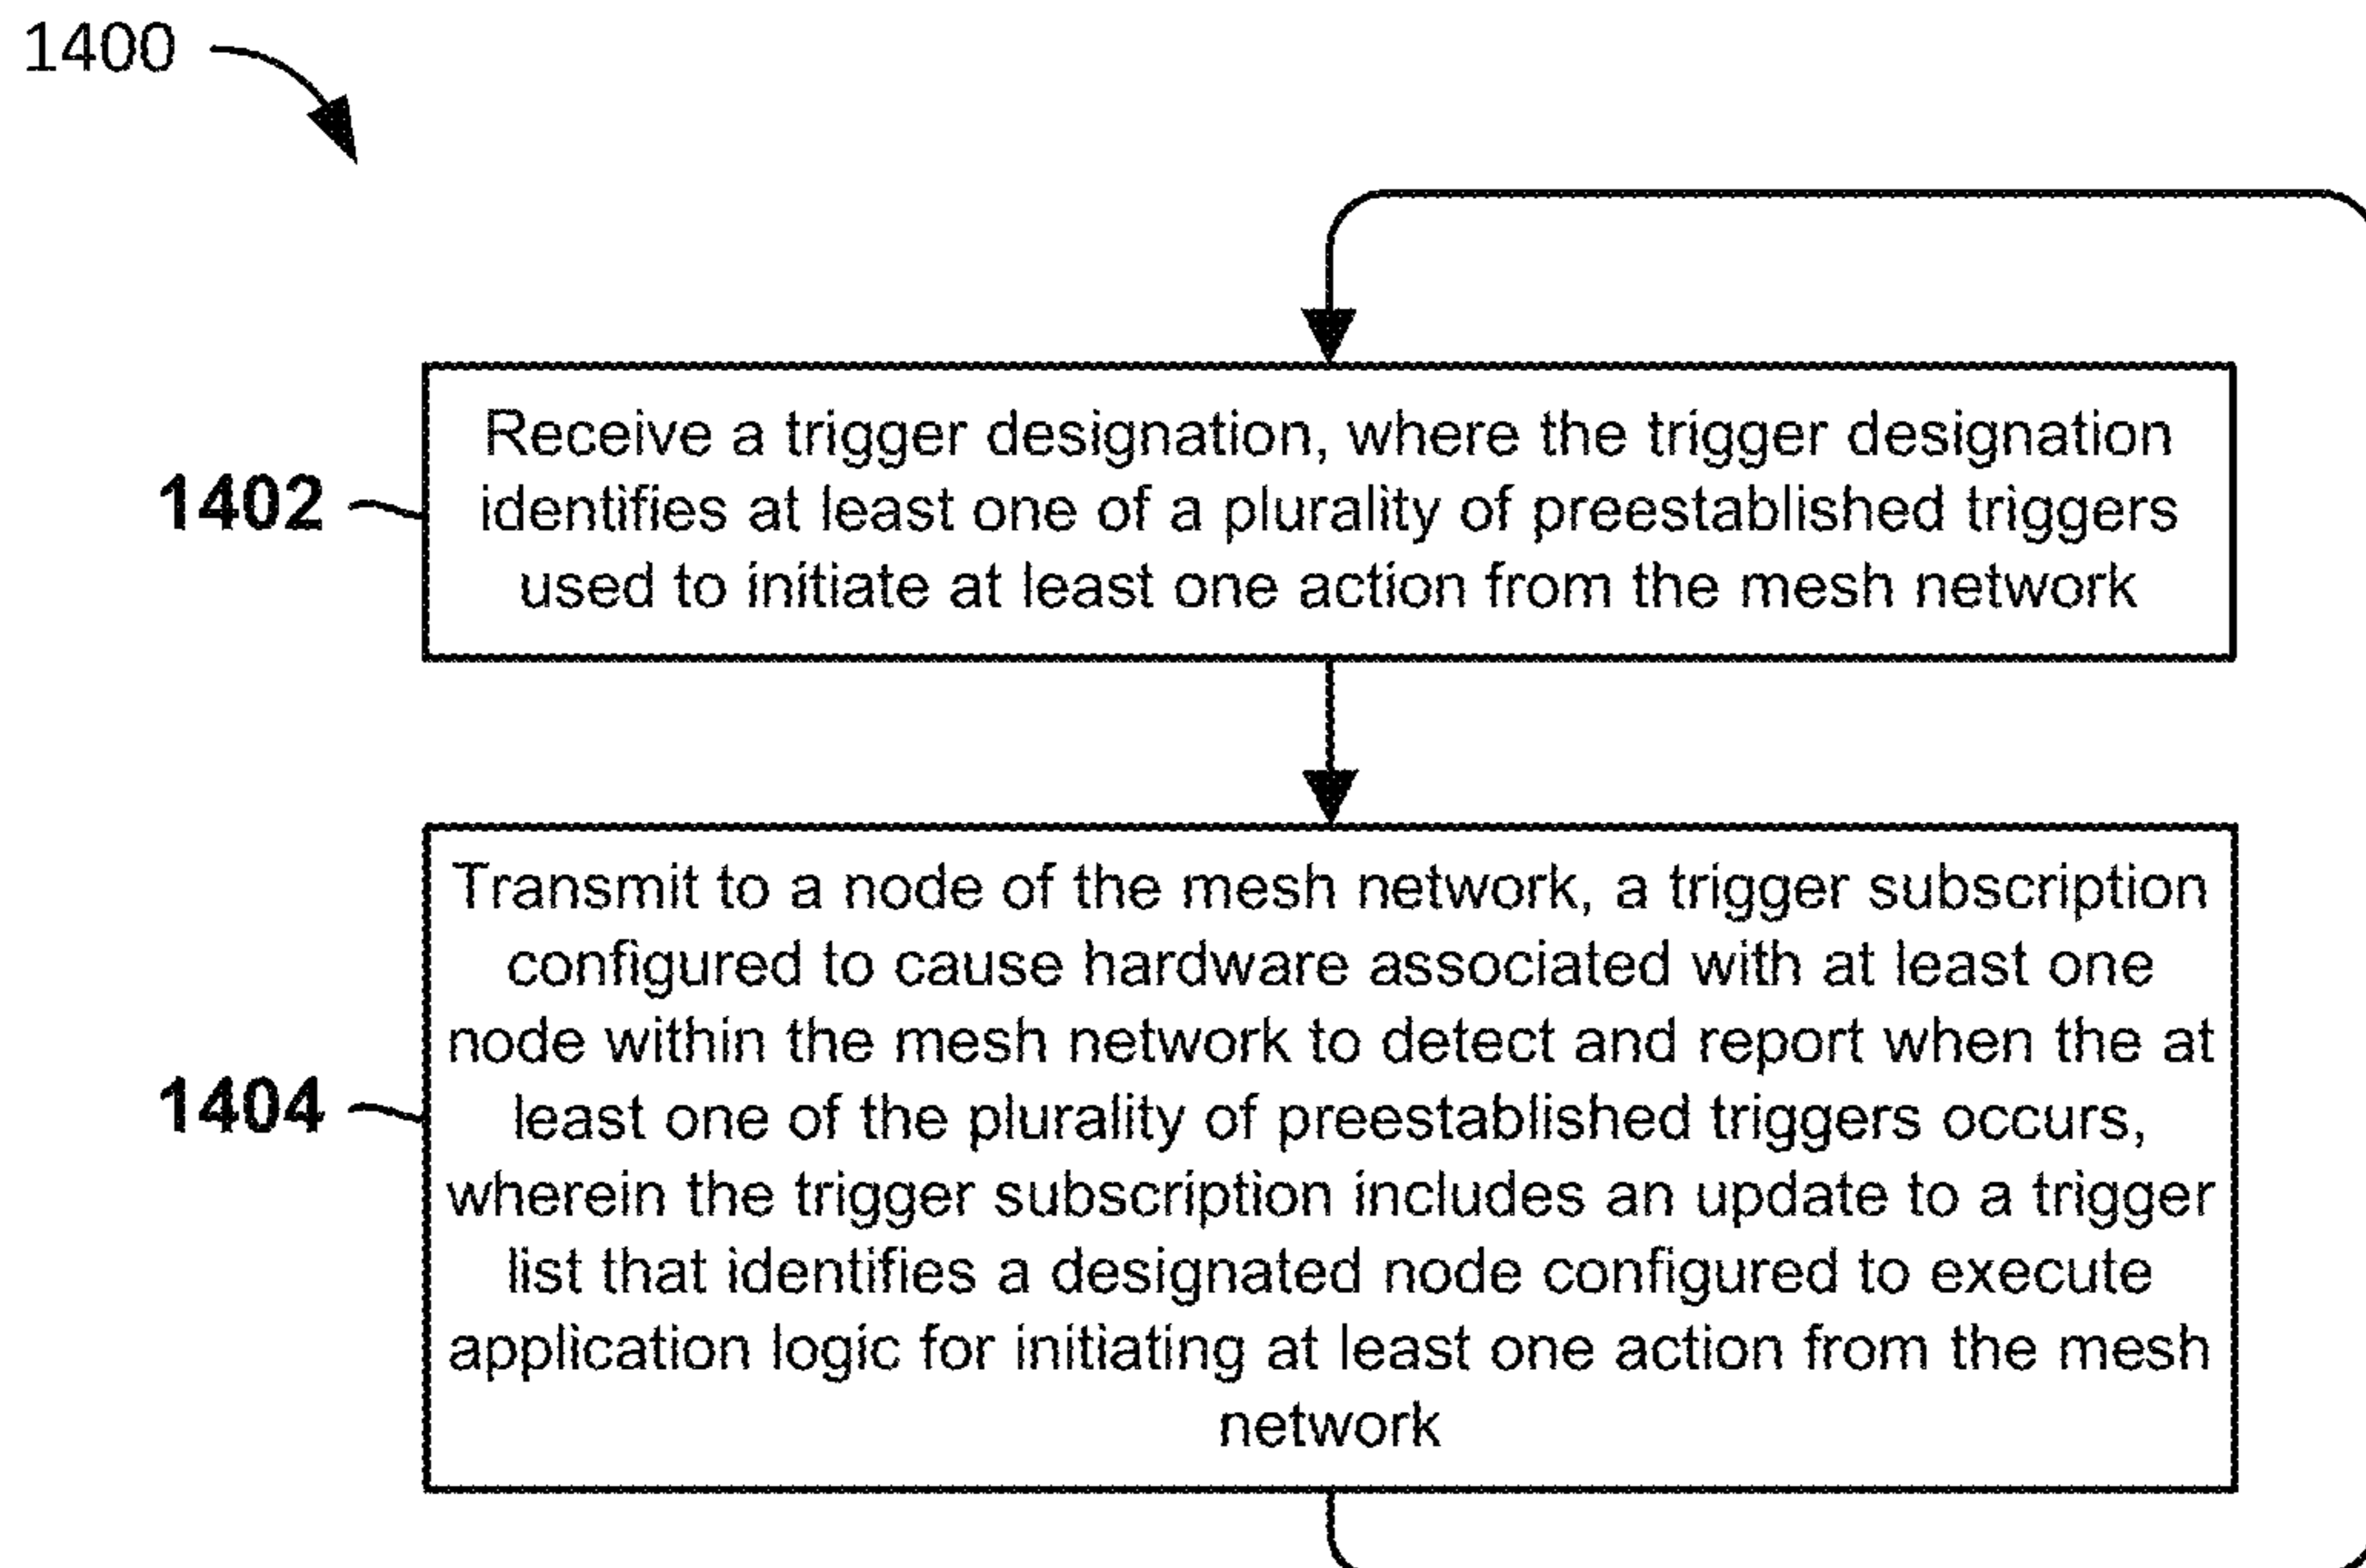 1400
Receive a trigger designation, where the trigger designation
identifies at least one of a plurality of preestablished triggers
used to initiate at least one action from the mesh network
1402
Transmit to a node of the mesh network, a trigger subscription
configured to cause hardware associated with at least one
node within the mesh network to detect and report when the at
least one of the plurality of preestablished triggers occurs,
wherein the trigger subscription includes an update to a trigger
list that identifies a designated node configured to execute
application logic for initiating at least one action from the mesh
network
1404